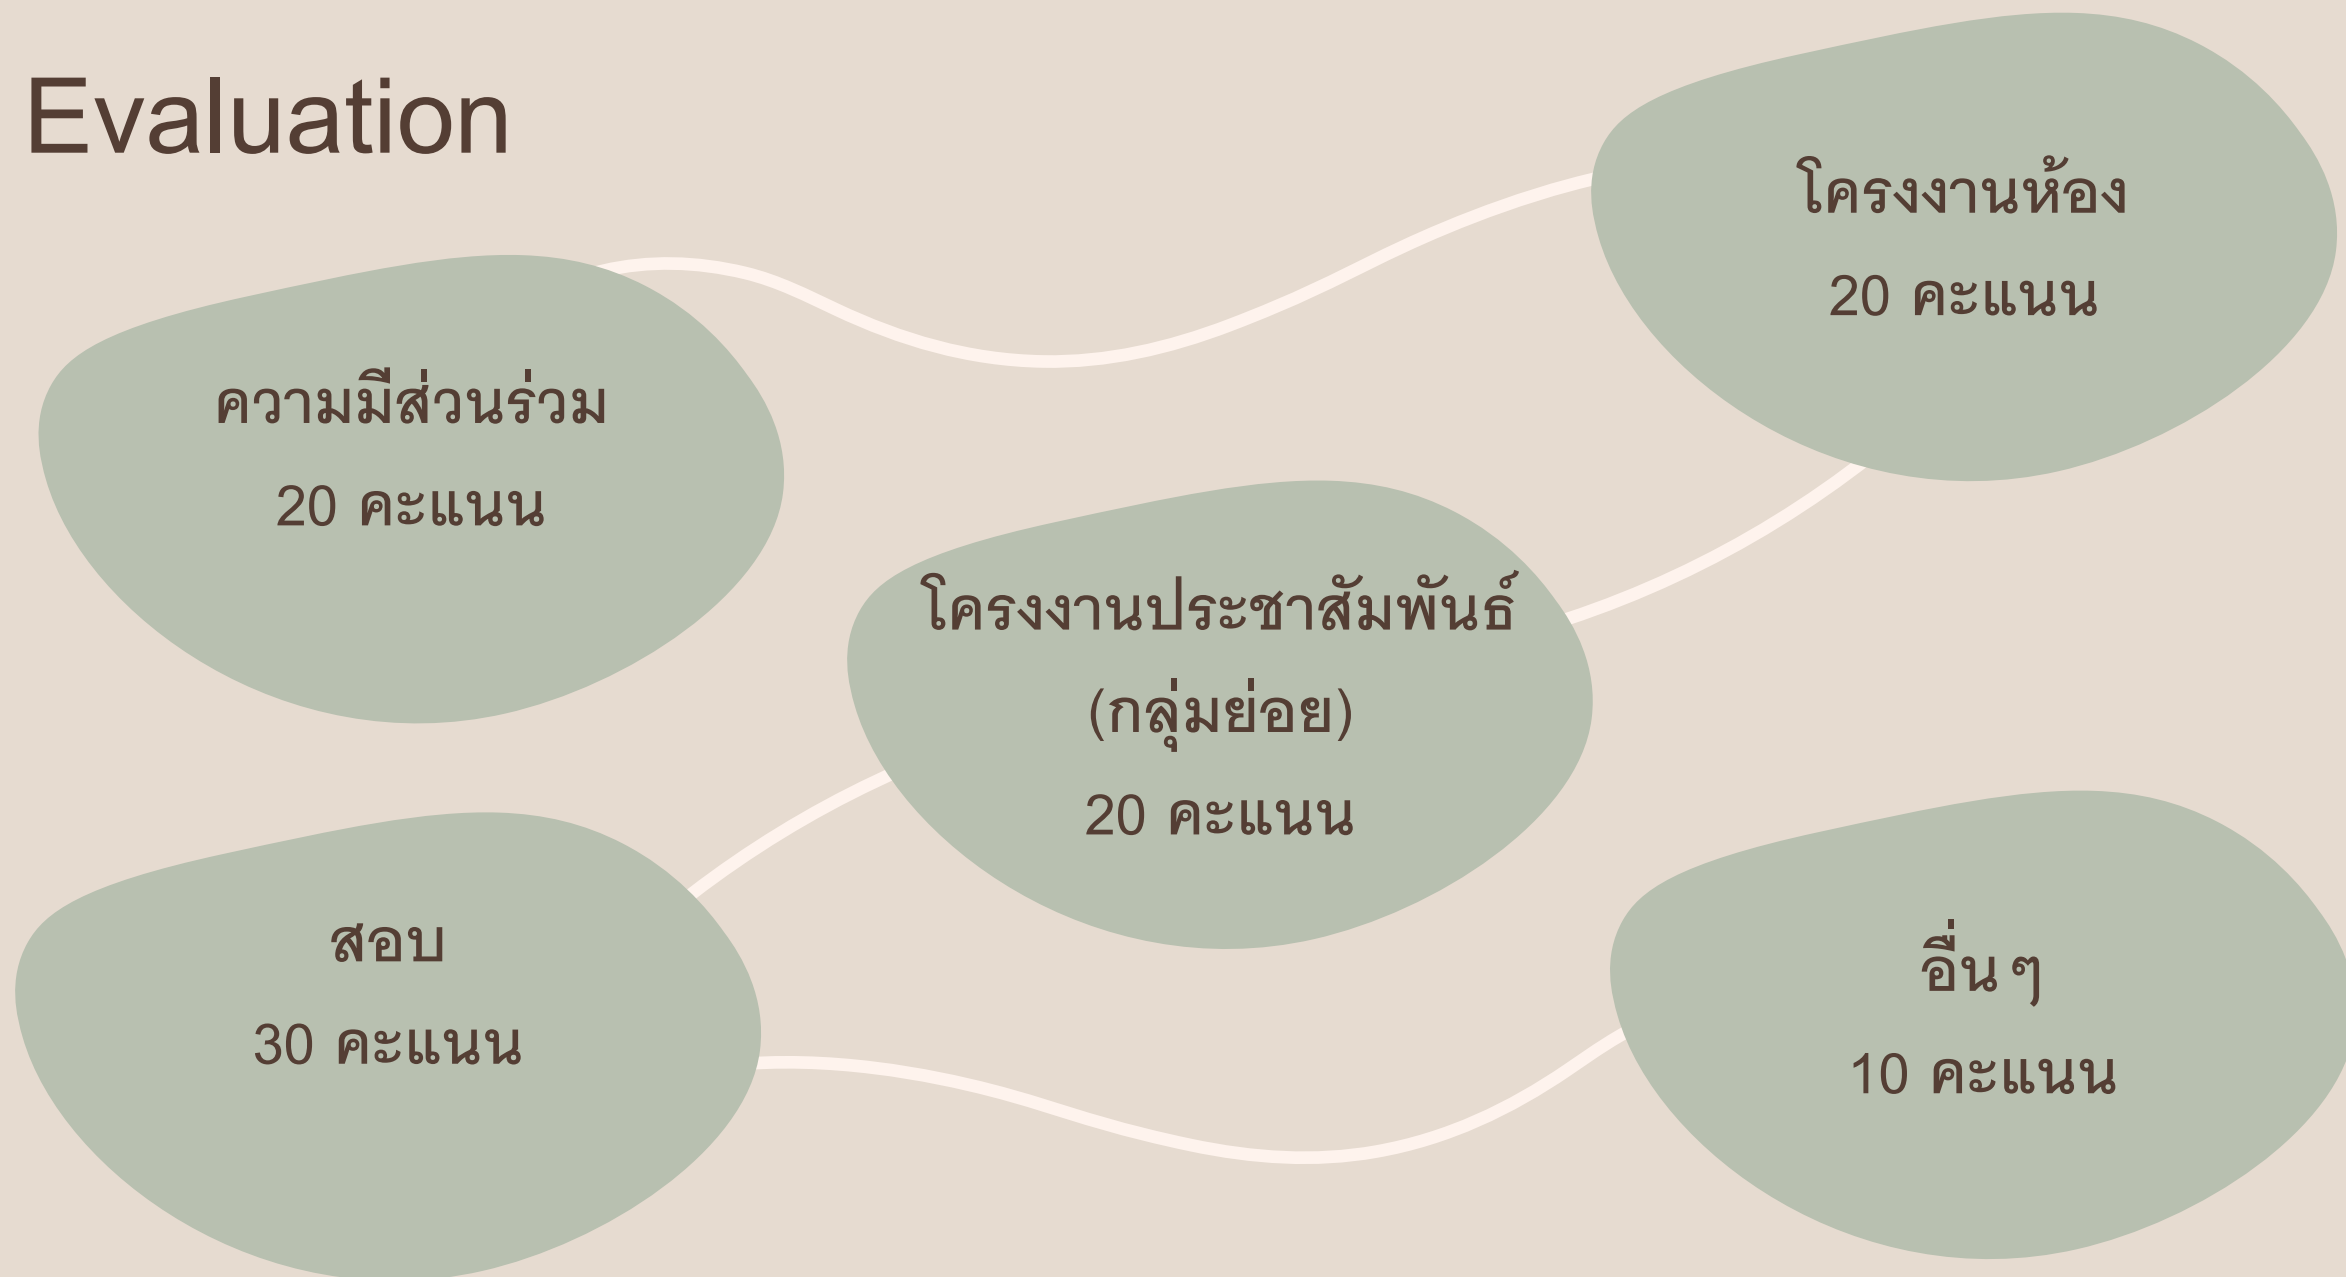 Evaluation
ความมีส่วนร่วม
20 คะแนน
โครงงานห้อง
20 คะแนน
โครงงานประชาสัมพันธ์
(กลุ่มย่อย)
20 คะแนน
สอบ
30 คะแนน
อื่นๆ
10 คะแนน